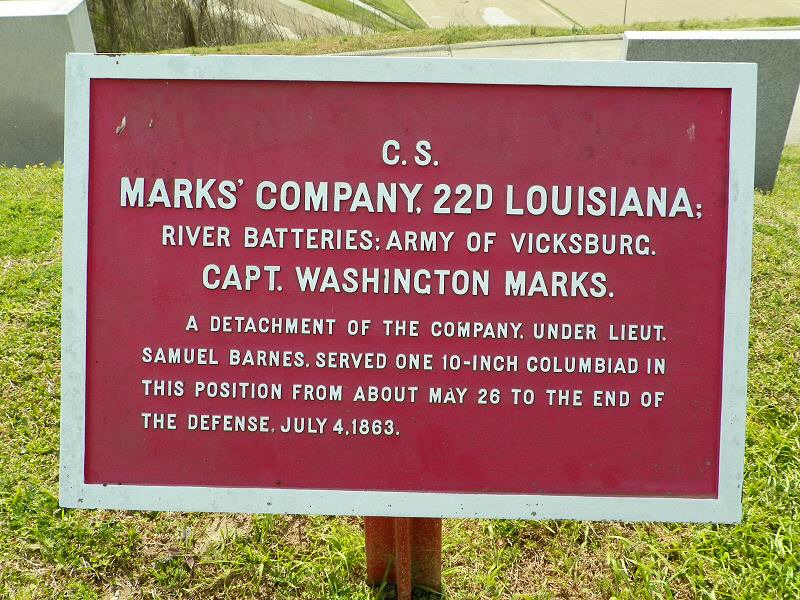 C.S.
MARKS' COMPANY, 22D LOUISIANA;
RIVER BATTERIES; ARMY OF VICKSBURG.
CAPT. WASHINGTON MARKS.
A DETACHMENT OF THE COMPANY, UNDER LIEUT.
SAMUEL BARNES, SERVED ONE 10-INCH COLUMBIAD IN
THIS POSITION FROM ABOUT MAY 26 TO THE END OF
THE DEFENSE, JULY 4, 1863.